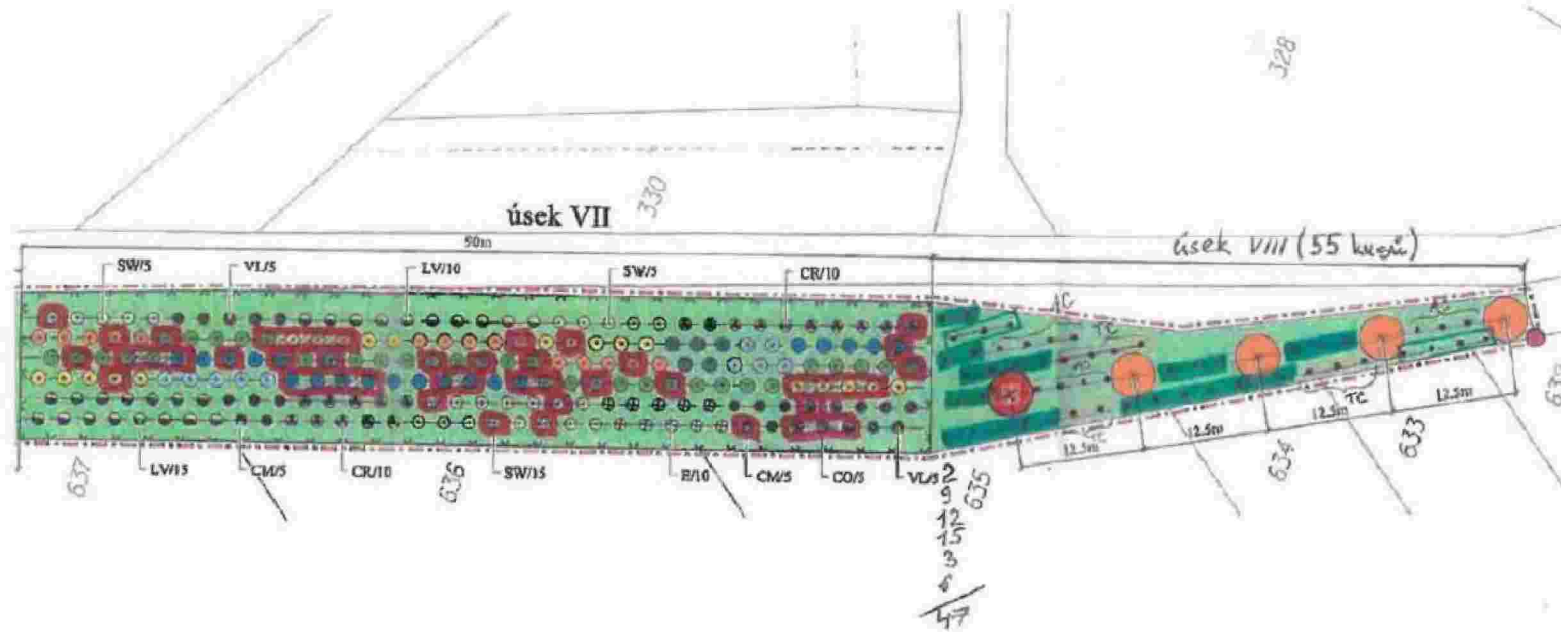 328
330
úsek VII
50m
úsek VIII (55 kusů)
SW/5
VL/5
LV/10
SW/5
CR/10
AC
TC
AC
TC
TC
12.5m
12.5m
12.5m
12.5m
637
LV/15
CM/5
CR/10
636
SW/15
E/10
CM/5
CO/5
VL/5
635
634
633
2
9
12
15
3
6
47